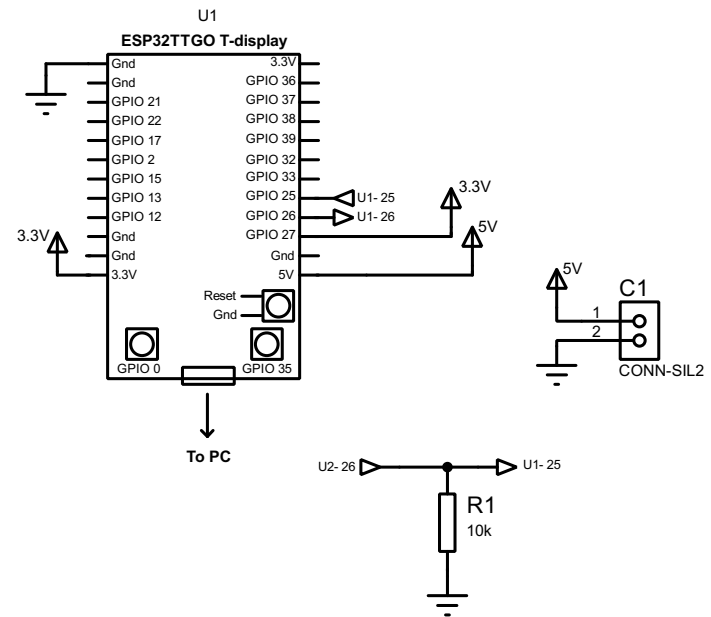 U1
ESP32TTGO T-display
Gnd
Gnd
GPIO 21
GPIO 22
GPIO 17
GPIO 2
GPIO 15
GPIO 13
GPIO 12
Gnd
Gnd
3.3V
3.3V
3.3V
GPIO 36
GPIO 37
GPIO 38
GPIO 39
GPIO 32
GPIO 33
GPIO 25
GPIO 26
GPIO 27
Gnd
5V
U1- 25
U1- 26
3.3V
5V
Reset
Gnd
GPIO 0
GPIO 35
To PC
5V
C1
1
2
CONN-SIL2
U2- 26
U1- 25
R1
10k